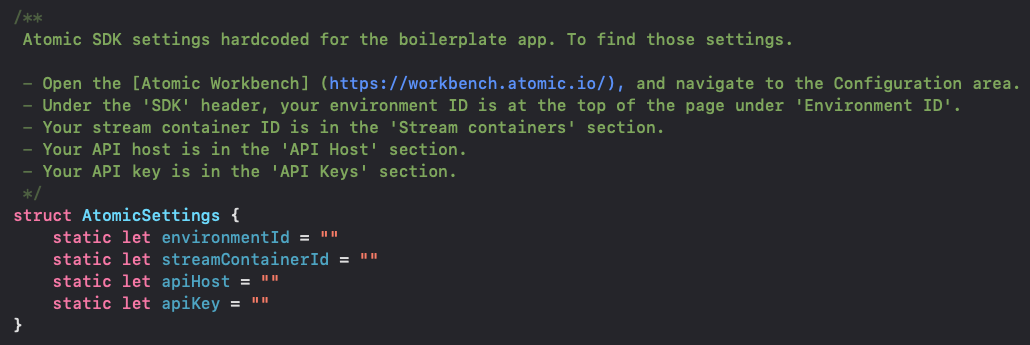 /**
Atomic SDK settings hardcoded for the boilerplate app. To find those settings.
- Open the [Atomic Workbench] (https://workbench.atomic.io/), and navigate to the Configuration area.
- Under the 'SDK' header, your environment ID is at the top of the page under 'Environment ID'.
- Your stream container ID is in the 'Stream containers' section.
- Your API host is in the 'API Host' section.
- Your API key is in the 'API Keys' section.
*/
struct AtomicSettings {
static let environmentId = ""
static let streamContainerId = ""
static let apiHost = ""
static let apiKey = ""
}